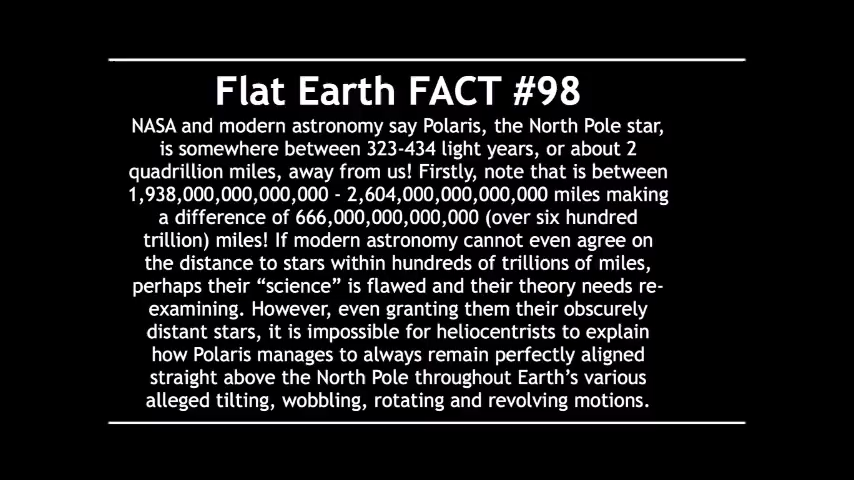 Flat Earth FACT #98
NASA and modern astronomy say Polaris, the North Pole star,
is somewhere between 323-434 light years, or about 2
quadrillion miles, away from us! Firstly, note that is between
1,938,000,000,000,000 - 2,604,000,000,000,000 miles making
a difference of 666,000,000,000,000 (over six hundred
trillion) miles! If modern astronomy cannot even agree on
the distance to stars within hundreds of trillions of miles,
perhaps their “science” is flawed and their theory needs re-
examining. However, even granting them their obscurely
distant stars, it is impossible for heliocentrists to explain
how Polaris manages to always remain perfectly aligned
straight above the North Pole throughout Earth’s various
alleged tilting, wobbling, rotating and revolving motions.